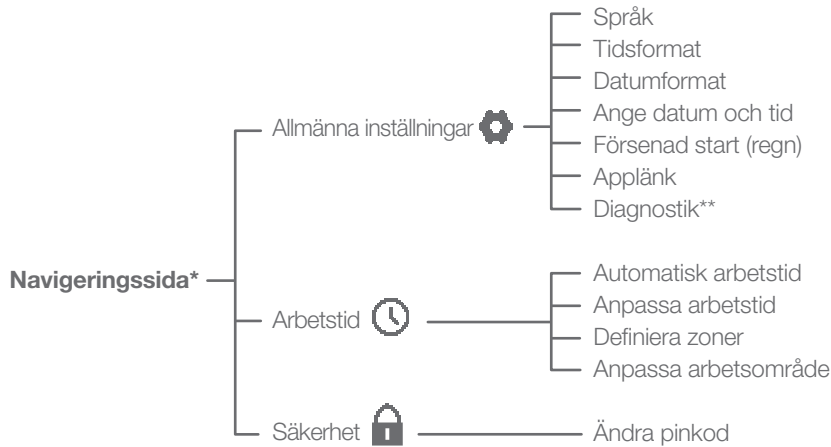 Navigeringssida*
Allmänna inställningar
Språk
Tidsformat
Datumformat
Ange datum och tid
Försenad start (regn)
Applänk
Diagnostik**
Arbetstid
Automatisk arbetstid
Anpassa arbetstid
Definiera zoner
Anpassa arbetsområde
Säkerhet
Ändra pinkod